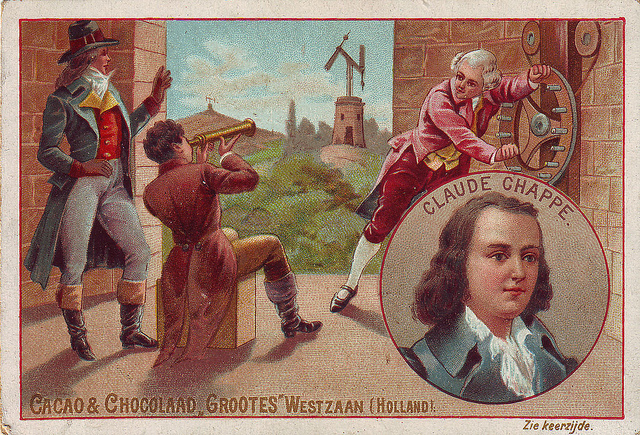 CLAUDE CHAPPE.
CACAO & CHOCOLAAD „GROOTES” WESTZAAN (HOLLAND).
Zie keerzijde.